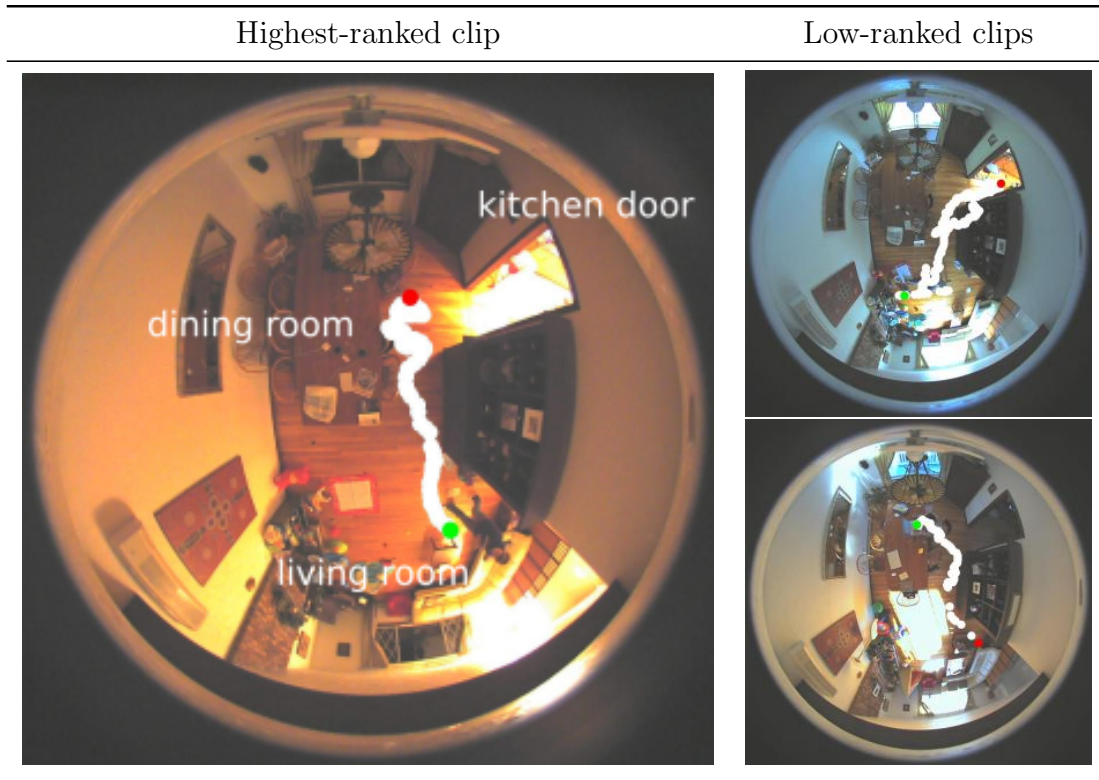 Highest-ranked clip
Low-ranked clips
kitchen door
dining room
living room